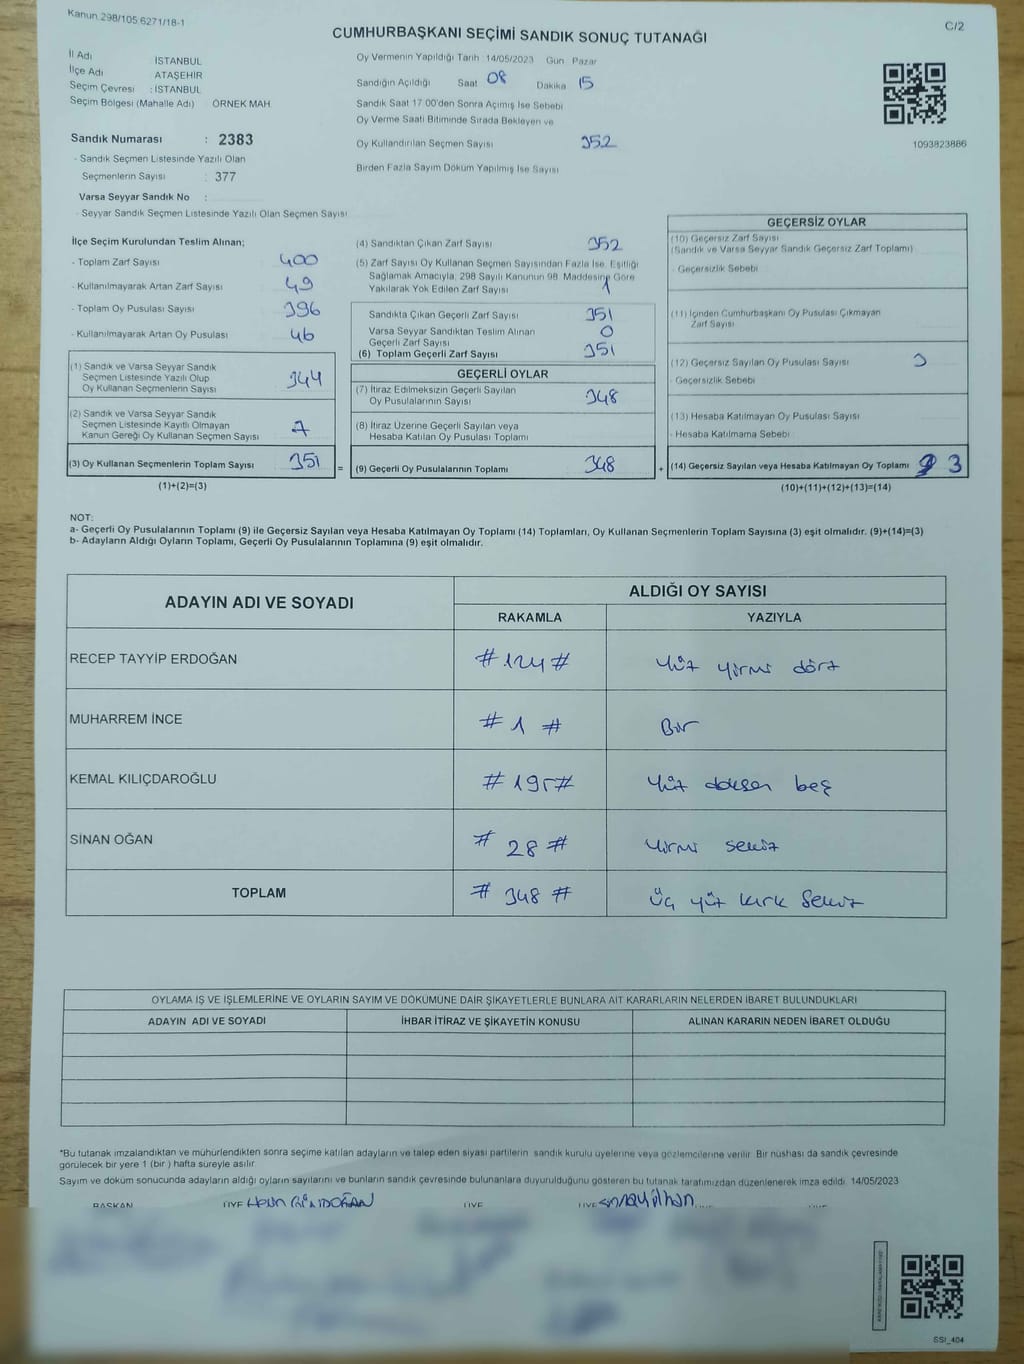 Kanun 298/105 6271/18-1
C/2
CUMHURBAŞKANI SEÇİMİ SANDIK SONUÇ TUTANAĞI
İl Adı İSTANBUL
İlçe Adı ATAŞEHİR
Seçim Çevresi : İSTANBUL
Seçim Bölgesi (Mahalle Adı) ÖRNEK MAH
Sandık Numarası : 2383
- Sandık Seçmen Listesinde Yazılı Olan
Seçmenlerin Sayısı : 377
Varsa Seyyar Sandık No :
- Seyyar Sandık Seçmen Listesinde Yazılı Olan Seçmen Sayısı
Oy Vermenin Yapıldığı Tarih 14/05/2023 Gün Pazar
Sandığın Açıldığı Saat 08 Dakika 15
Sandık Saat 17 00'den Sonra Açımış İse Sebebi
Oy Verme Saati Bitiminde Sırada Bekleyen ve
Oy Kullandırılan Seçmen Sayısı 352
Birden Fazla Sayım Döküm Yapılmış İse Sayısı
1093823886
İlçe Seçim Kurulundan Teslim Alınan;
- Toplam Zarf Sayısı 400
- Kullanılmayarak Artan Zarf Sayısı 49
- Toplam Oy Pusulası Sayısı 396
- Kullanılmayarak Artan Oy Pusulası 46
(1) Sandık ve Varsa Seyyar Sandık
Seçmen Listesinde Yazılı Olup
Oy Kullanan Seçmenlerin Sayısı 344
(2) Sandık ve Varsa Seyyar Sandık
Seçmen Listesinde Kayıtlı Olmayan
Kanun Gereği Oy Kullanan Seçmen Sayısı 7
(3) Oy Kullanan Seçmenlerin Toplam Sayısı 351 =
(1)+(2)=(3)
(4) Sandıktan Çıkan Zarf Sayısı 352
(5) Zarf Sayısı Oy Kullanan Seçmen Sayısından Fazla İse, Eşitliği
Sağlamak Amacıyla, 298 Sayılı Kanunun 98. Maddesine Göre
Yakılarak Yok Edilen Zarf Sayısı 1
Sandıkta Çıkan Geçerli Zarf Sayısı 351
Varsa Seyyar Sandıktan Teslim Alınan
Geçerli Zarf Sayısı 0
(6) Toplam Geçerli Zarf Sayısı 351
GEÇERLİ OYLAR
(7) İtiraz Edilmeksizin Geçerli Sayılan
Oy Pusulalarının Sayısı 348
(8) İtiraz Üzerine Geçerli Sayılan veya
Hesaba Katılan Oy Pusulası Toplamı
(9) Geçerli Oy Pusulalarının Toplamı 348 +
GEÇERSİZ OYLAR
(10) Geçersiz Zarf Sayısı
(Sandık ve Varsa Seyyar Sandık Geçersiz Zarf Toplamı)
- Geçersizlik Sebebi
(11) İçinden Cumhurbaşkanı Oy Pusulası Çıkmayan
Zarf Sayısı
(12) Geçersiz Sayılan Oy Pusulası Sayısı 3
- Geçersizlik Sebebi
(13) Hesaba Katılmayan Oy Pusulası Sayısı
- Hesaba Katılmama Sebebi
(14) Geçersiz Sayılan veya Hesaba Katılmayan Oy Toplamı 3
(10)+(11)+(12)+(13)=(14)
NOT:
a- Geçerli Oy Pusulalarının Toplamı (9) ile Geçersiz Sayılan veya Hesaba Katılmayan Oy Toplamı (14) Toplamları, Oy Kullanan Seçmenlerin Toplam Sayısına (3) eşit olmalıdır. (9)+(14)=(3)
b- Adayların Aldığı Oyların Toplamı, Geçerli Oy Pusulalarının Toplamına (9) eşit olmalıdır.
ADAYIN ADI VE SOYADI
ALDIĞI OY SAYISI
RAKAMLA YAZIYLA
RECEP TAYYİP ERDOĞAN #124# Yüz yirmi dört
MUHARREM İNCE #1# Bir
KEMAL KILIÇDAROĞLU #195# Yüz doksan beş
SİNAN OĞAN #28# Yirmi sekiz
TOPLAM #348# Üç yüz kırk sekiz
OYLAMA İŞ VE İŞLEMLERİNE VE OYLARIN SAYIM VE DÖKÜMÜNE DAİR ŞİKAYETLERLE BUNLARA AİT KARARLARIN NELERDEN İBARET BULUNDUKLARI
ADAYIN ADI VE SOYADI İHBAR İTİRAZ VE ŞİKAYETİN KONUSU ALINAN KARARIN NEDEN İBARET OLDUĞU
*Bu tutanak imzalandıktan ve mühürlendikten sonra seçime katılan adayların ve talep eden siyasi partilerin sandık kurulu üyelerine veya gözlemcilerine verilir. Bir nüshası da sandık çevresinde
görülecek bir yere 1 (bir ) hafta süreyle asılır.
Sayım ve döküm sonucunda adayların aldığı oyların sayılarını ve bunların sandık çevresinde bulunanlara duyurulduğunu gösteren bu tutanak tarafımızdan düzenlenerek imza edildi. 14/05/2023
BAŞKAN ÜYE ÜYE ÜYE
SSİ_404